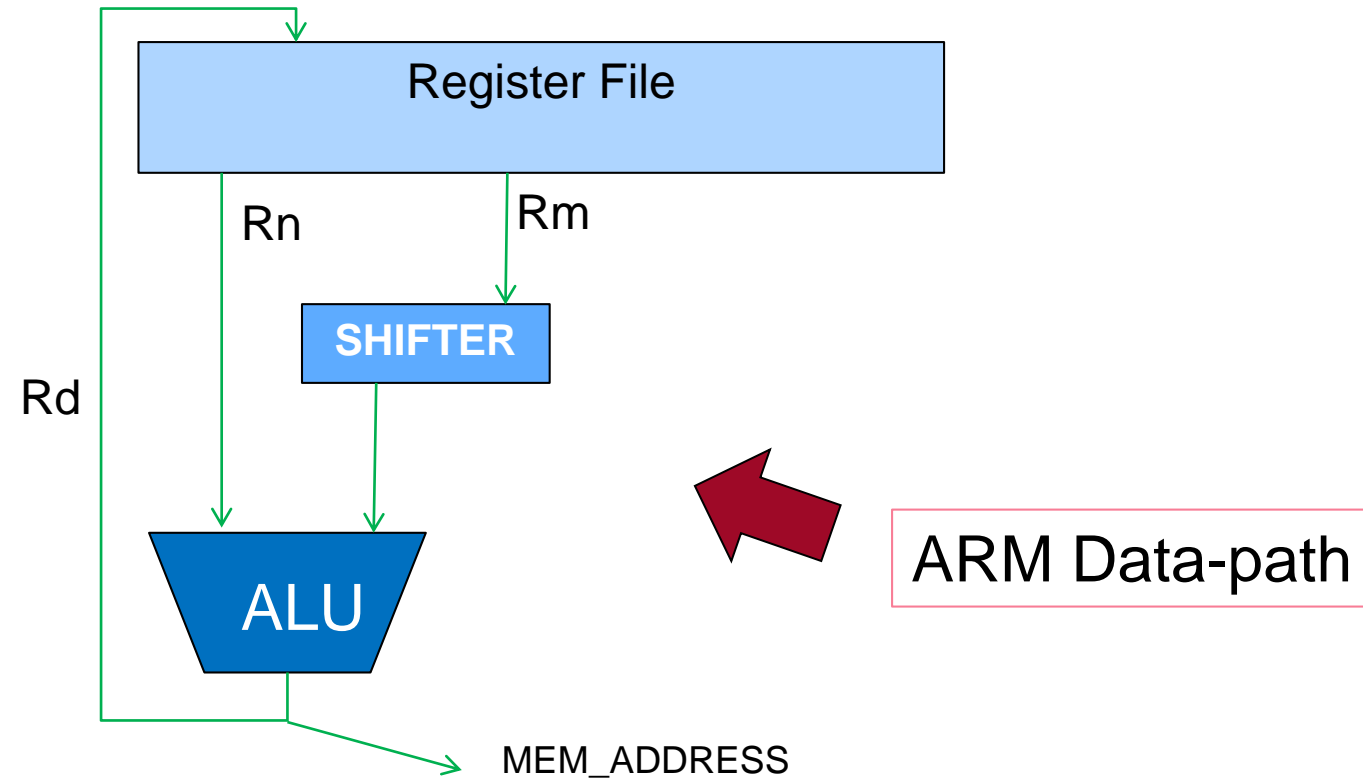 Register File
Rn
Rm
SHIFTER
Rd
ARM Data-path
ALU
MEM_ADDRESS